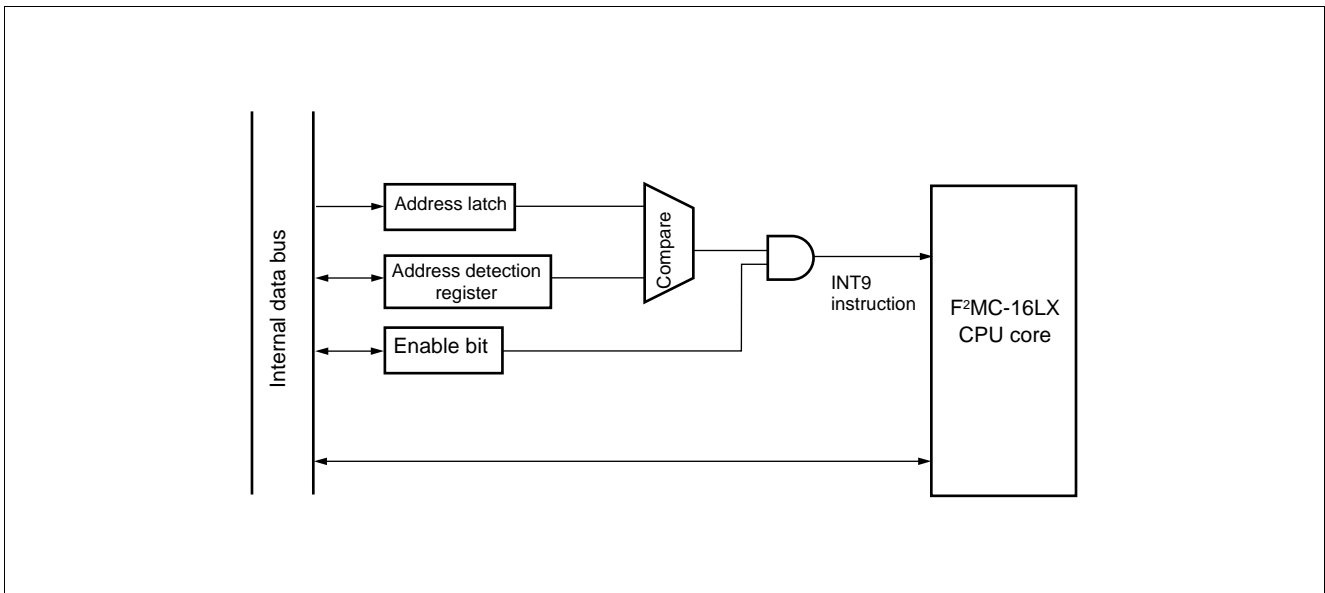 Internal data bus
Address latch
Address detection
register
Enable bit
Compare
INT9
instruction
F²MC-16LX
CPU core